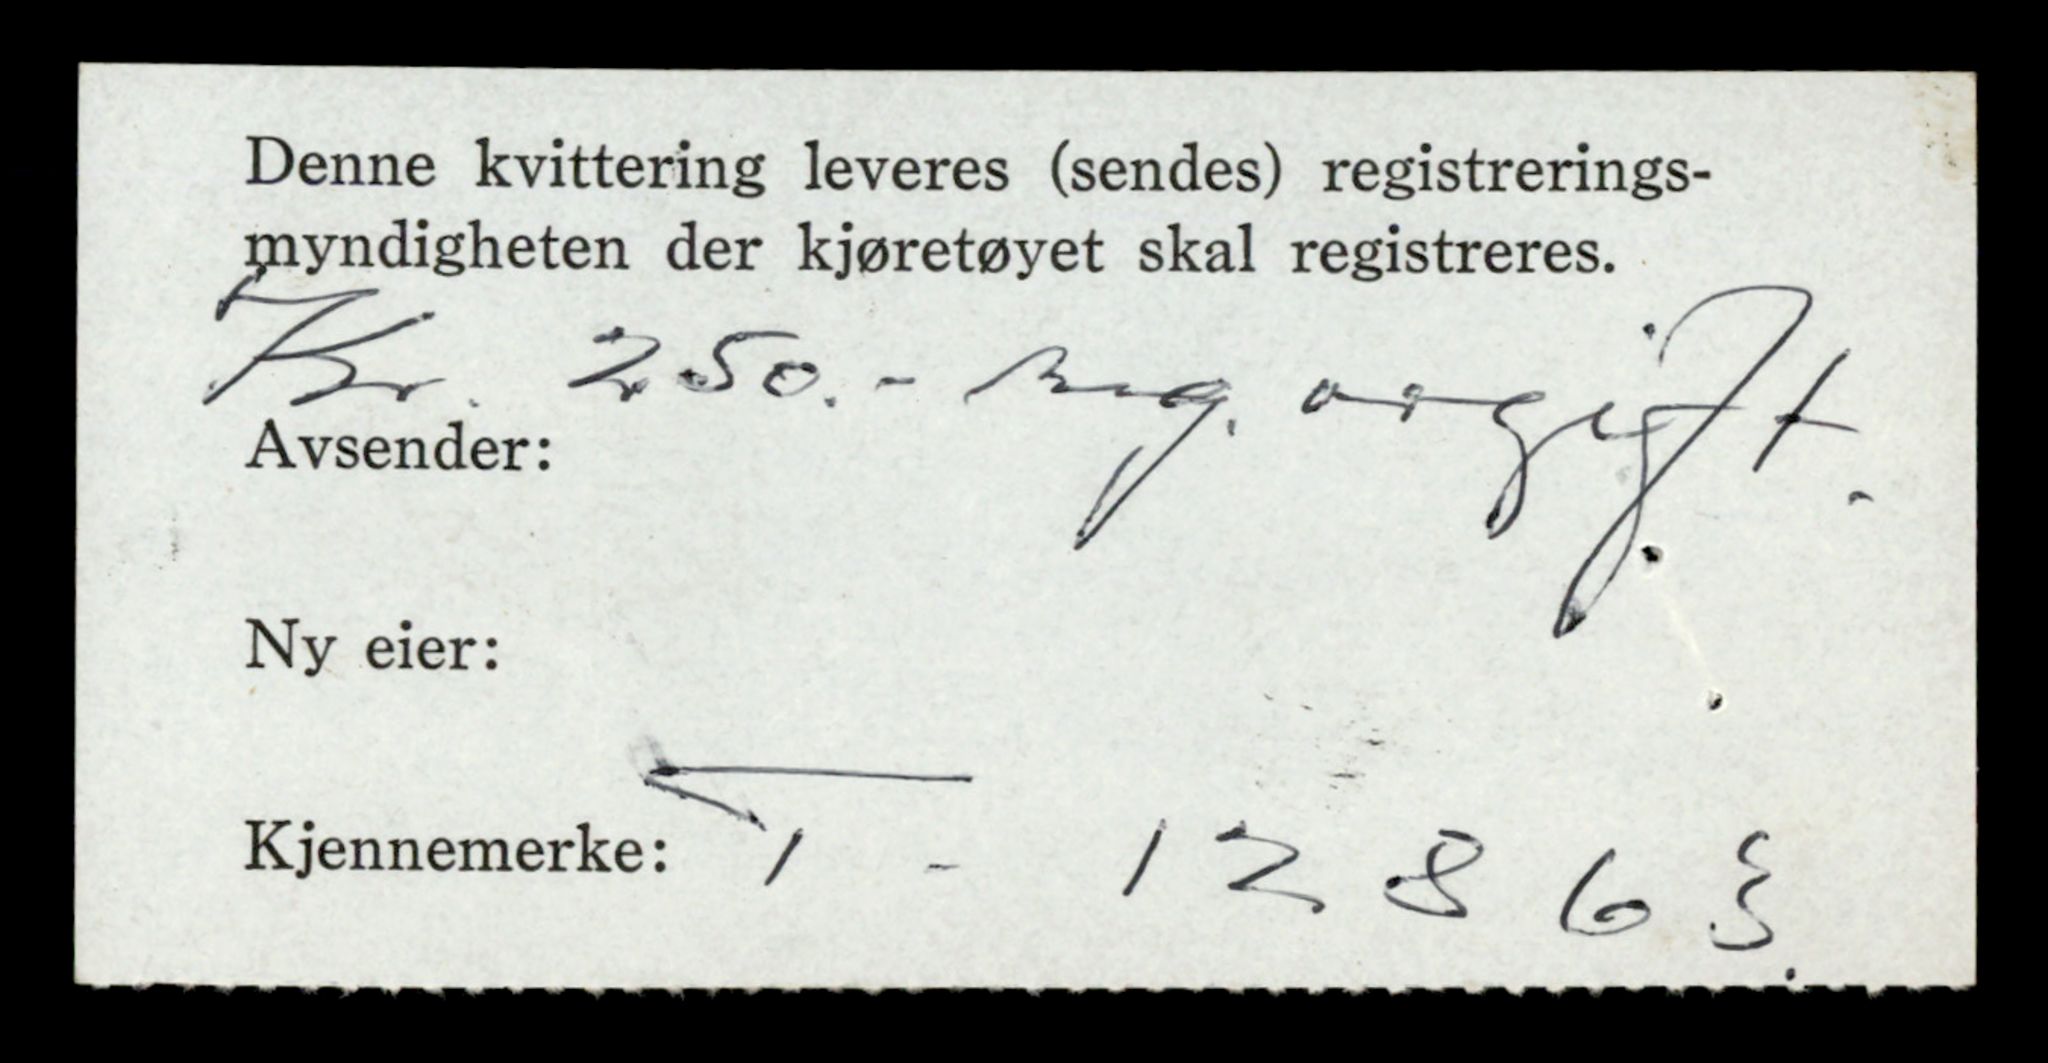 Denne kvittering leveres (sendes) registrerings-
myndigheten der kjøretøyet skal registreres.
Kr. 250.- reg. avgift.
Avsender:
Ny eier:
Kjennemerke: T - 12863.